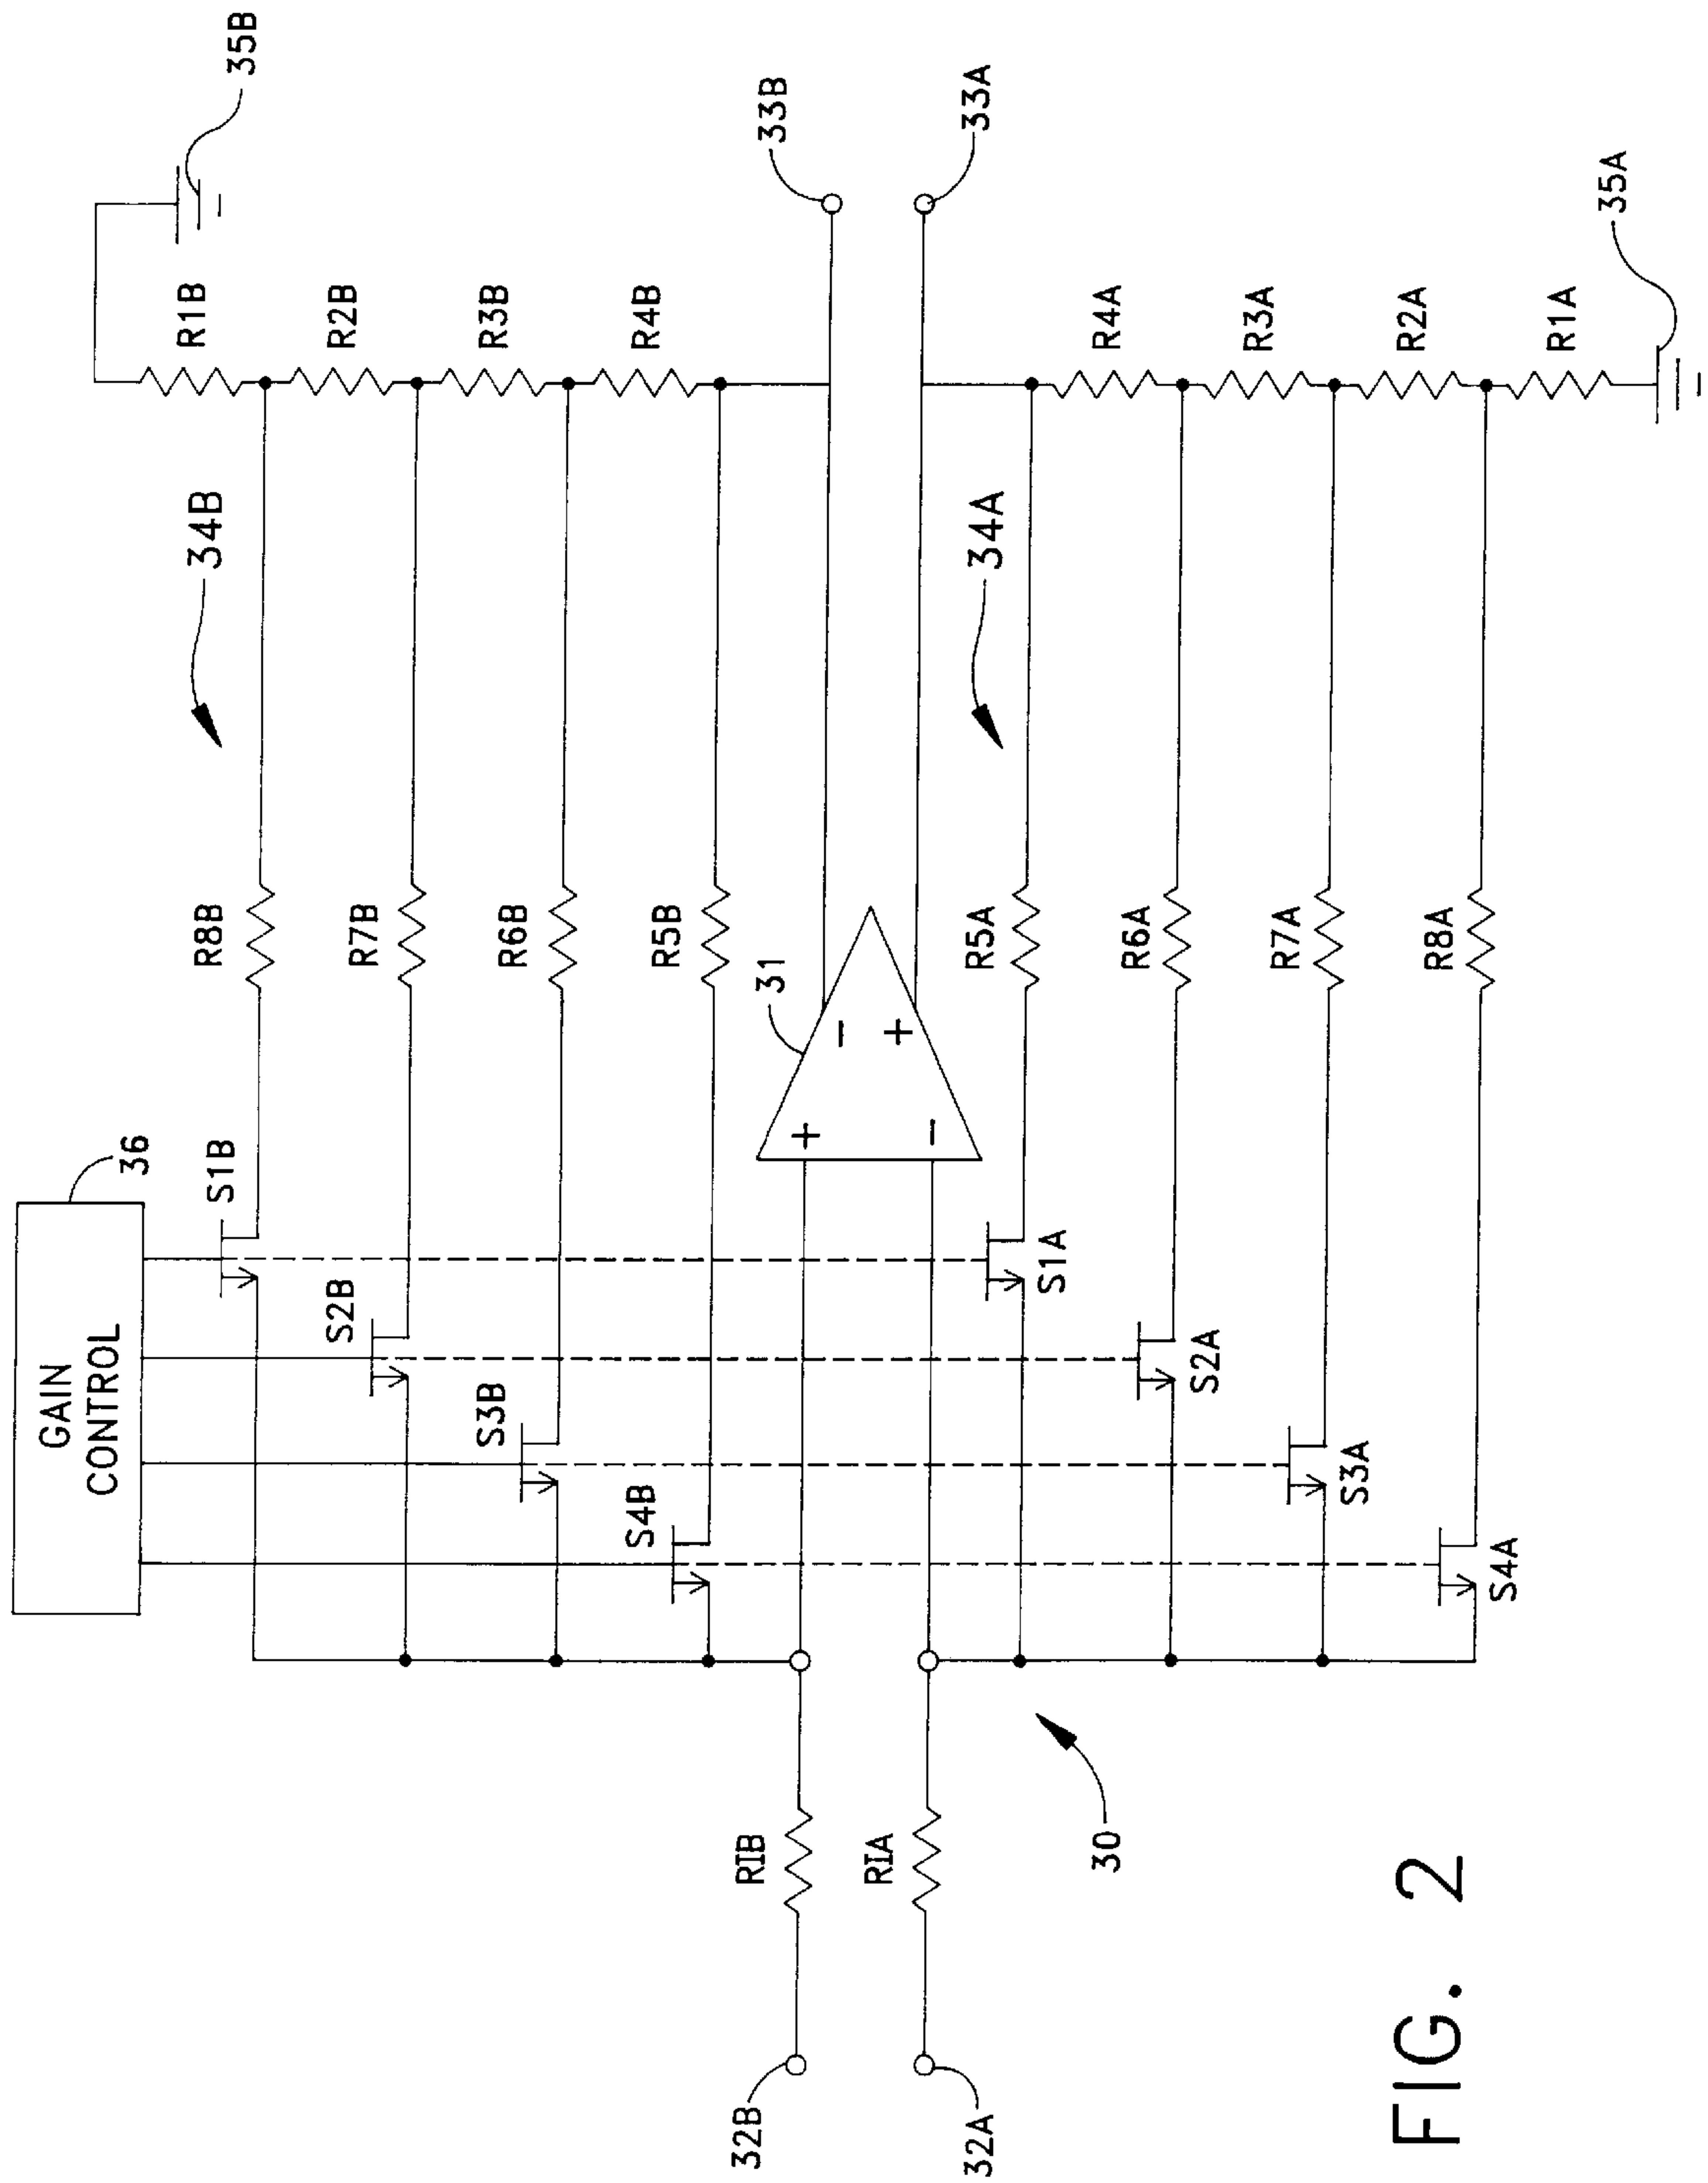 GAIN
CONTROL
36
S1B
S2B
S3B
S4B
R8B
R7B
R6B
R5B
34B
35B
R1B
R2B
R3B
R4B
33B
33A
31
+
-
-
+
32B
RIB
RIA
32A
30
S1A
S2A
S3A
S4A
R5A
R6A
R7A
R8A
34A
R4A
R3A
R2A
R1A
35A
FIG. 2